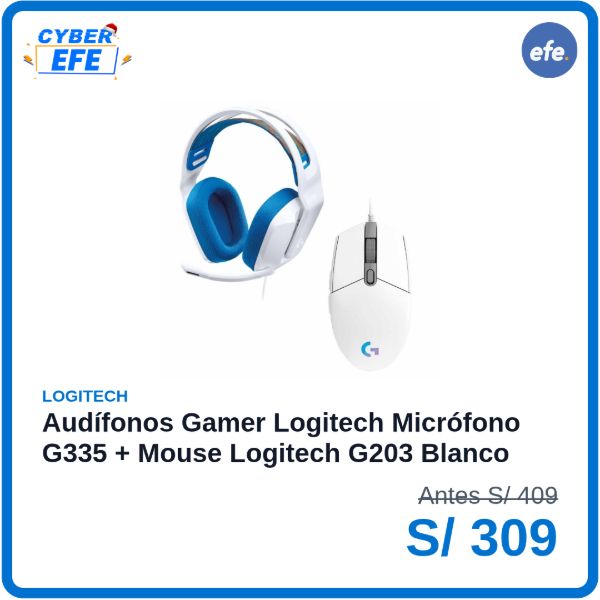 CYBER
EFE
efe.
LOGITECH
Audífonos Gamer Logitech Micrófono
G335 + Mouse Logitech G203 Blanco
Antes S/ 409
S/ 309